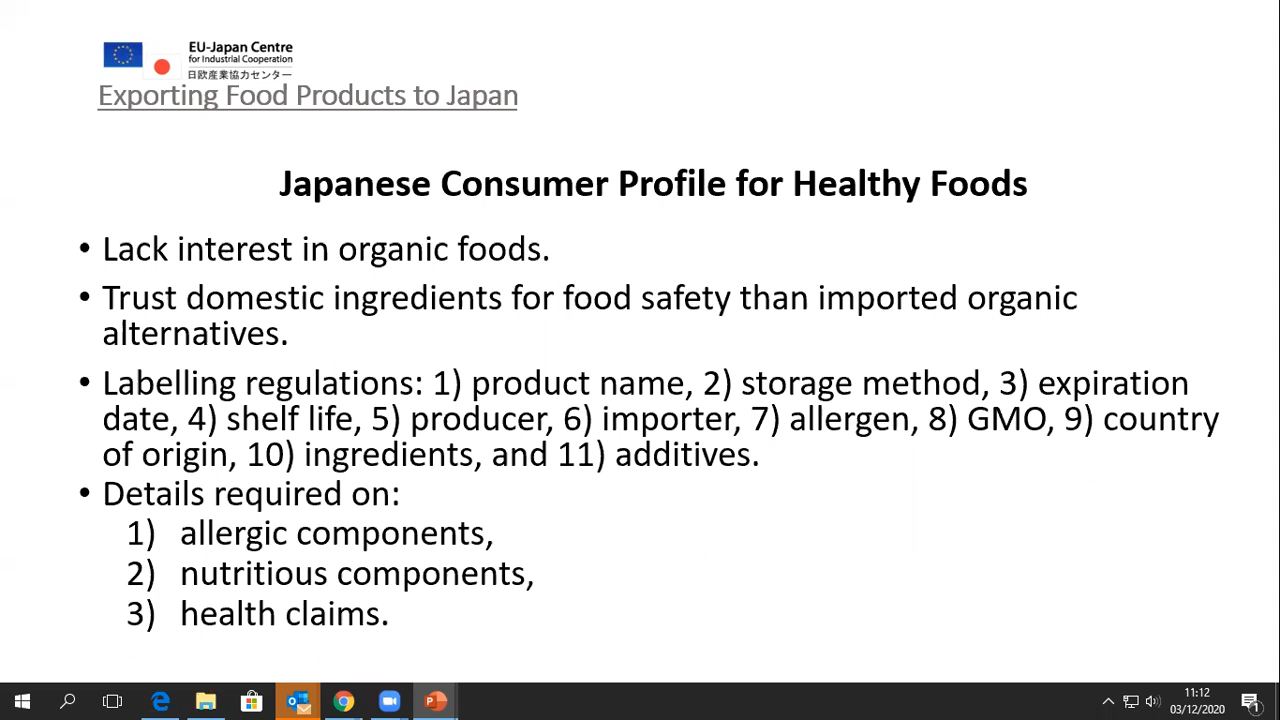 EU-Japan Centre
for Industrial Cooperation
日欧産業協力センター
Exporting Food Products to Japan
Japanese Consumer Profile for Healthy Foods
• Lack interest in organic foods.
• Trust domestic ingredients for food safety than imported organic
alternatives.
• Labelling regulations: 1) product name, 2) storage method, 3) expiration
date, 4) shelf life, 5) producer, 6) importer, 7) allergen, 8) GMO, 9) country
of origin, 10) ingredients, and 11) additives.
• Details required on:
1) allergic components,
2) nutritious components,
3) health claims.
11:12
03/12/2020
1